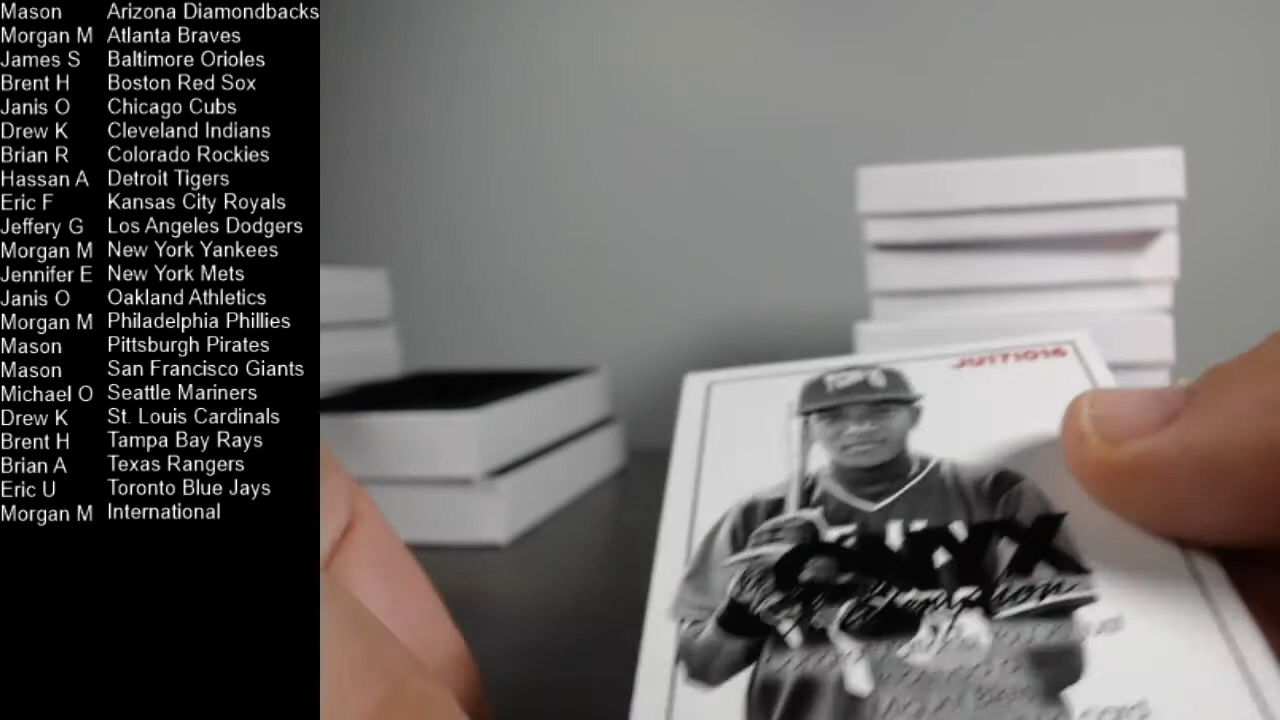 Mason Arizona Diamondbacks
Morgan M Atlanta Braves
James S Baltimore Orioles
Brent H Boston Red Sox
Janis O Chicago Cubs
Drew K Cleveland Indians
Brian R Colorado Rockies
Hassan A Detroit Tigers
Eric F Kansas City Royals
Jeffery G Los Angeles Dodgers
Morgan M New York Yankees
Jennifer E New York Mets
Janis O Oakland Athletics
Morgan M Philadelphia Phillies
Mason Pittsburgh Pirates
Mason San Francisco Giants
Michael O Seattle Mariners
Drew K St. Louis Cardinals
Brent H Tampa Bay Rays
Brian A Texas Rangers
Eric U Toronto Blue Jays
Morgan M International
ONYX